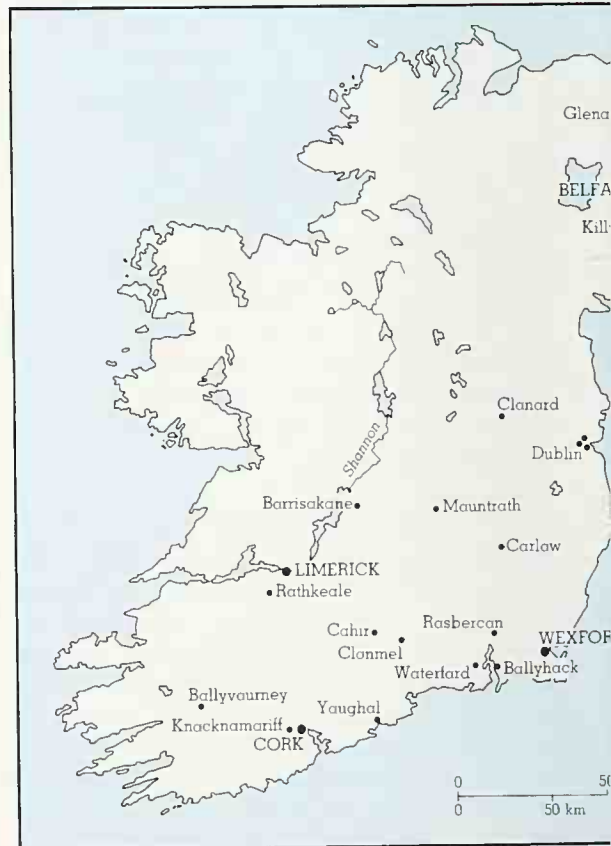 Glena
BELFA
Kill
Clanard
Dublin
Shannon
Barrisakane
Mauntrath
Carlaw
LIMERICK
Rathkeale
Cahir
Rasbercan
Clonmel
WEXFOR
Waterfard
Ballyhack
Ballyvaurney
Yaughal
Knacknamariff
CORK
0 50
0 50 km